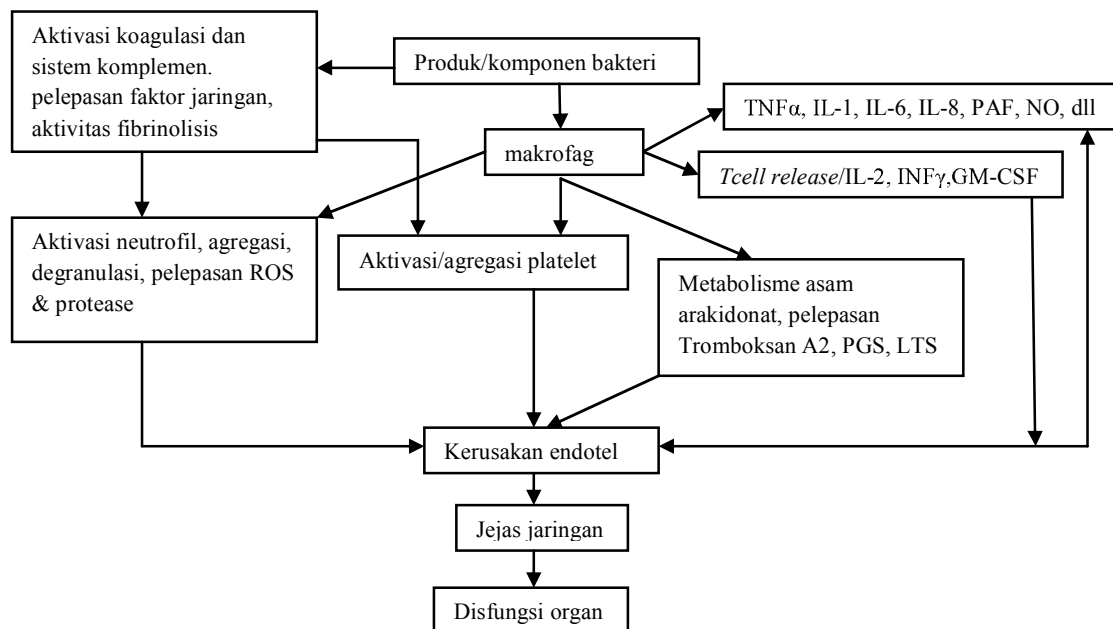 Aktivasi koagulasi dan
sistem komplemen.
pelepasan faktor jaringan,
aktivitas fibrinolisis
Produk/komponen bakteri
TNFα, IL-1, IL-6, IL-8, PAF, NO, dll
makrofag
Tcell release/IL-2, INFγ,GM-CSF
Aktivasi neutrofil, agregasi,
degranulasi, pelepasan ROS
& protease
Aktivasi/agregasi platelet
Metabolisme asam
arakidonat, pelepasan
Tromboksan A2, PGS, LTS
Kerusakan endotel
Jejas jaringan
Disfungsi organ